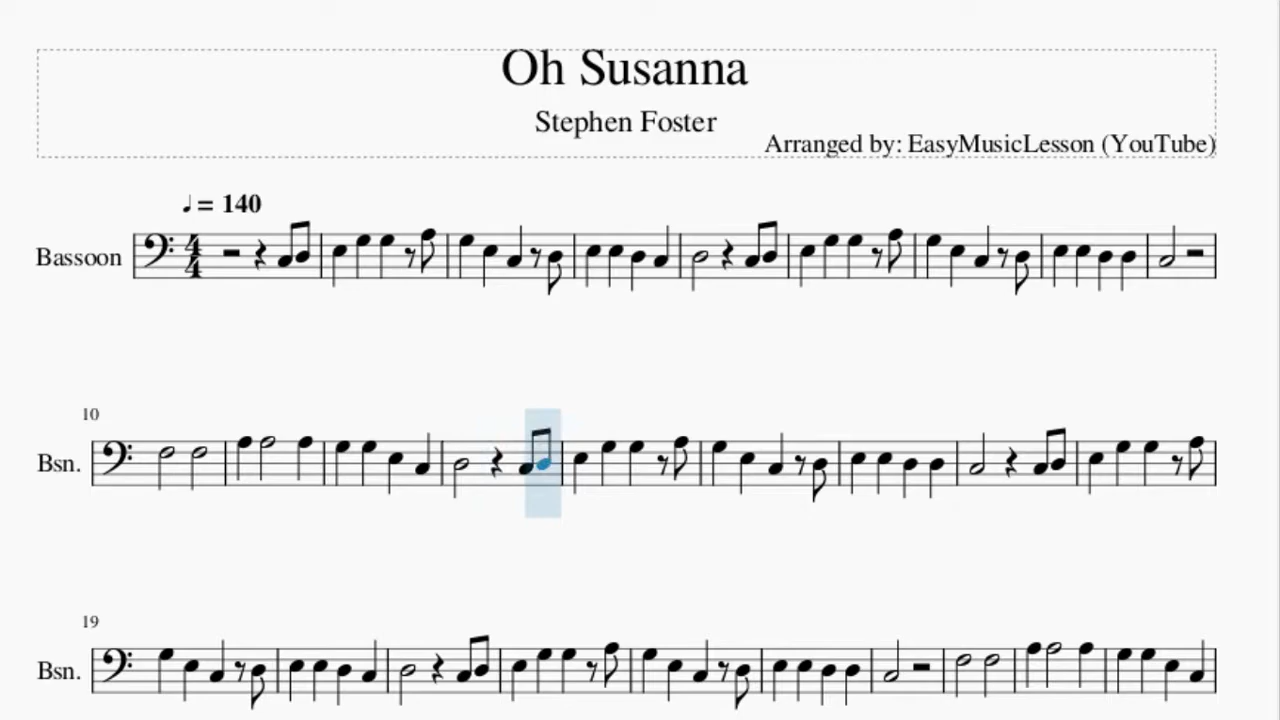 Oh Susanna
Stephen Foster
Arranged by: EasyMusicLesson (YouTube)
♩ = 140
Bassoon
4
4
10
Bsn.
19
Bsn.